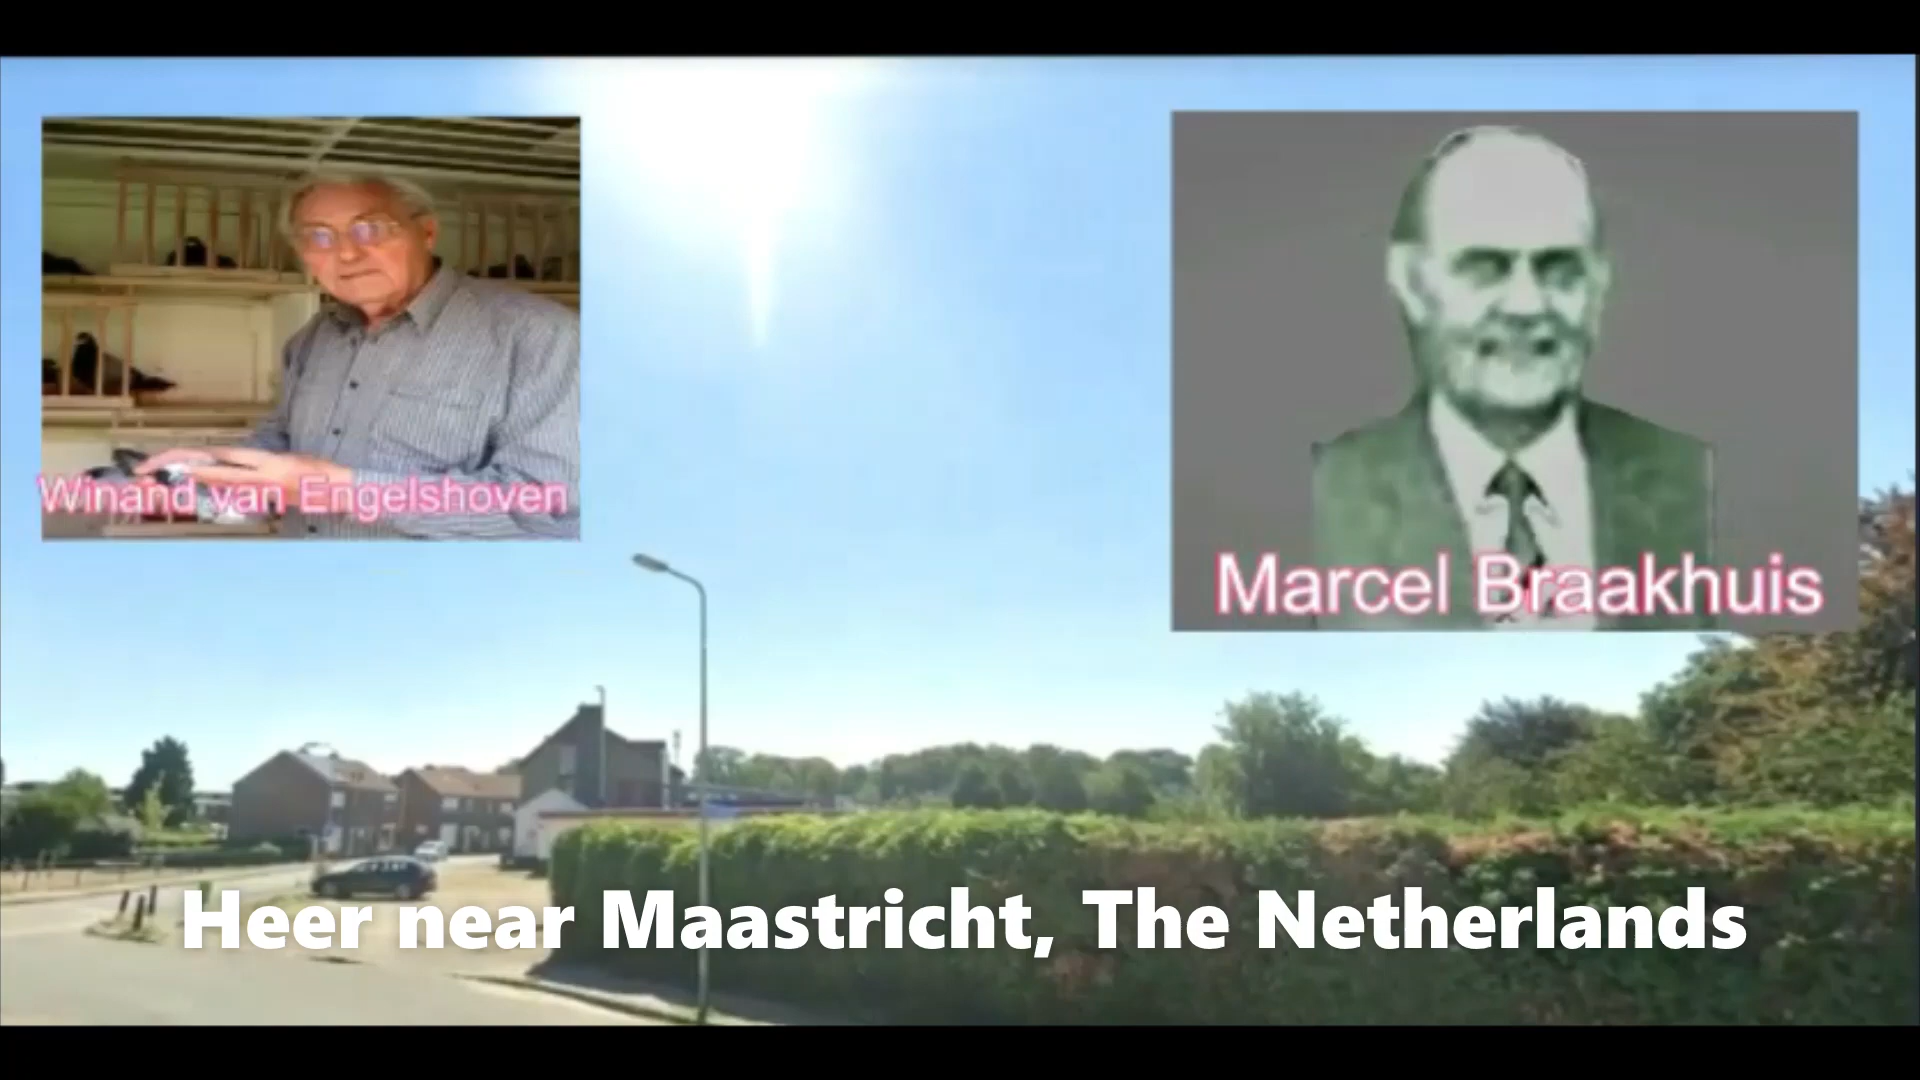 Winand van Engelshoven
Marcel Braakhuis
Heer near Maastricht, The Netherlands